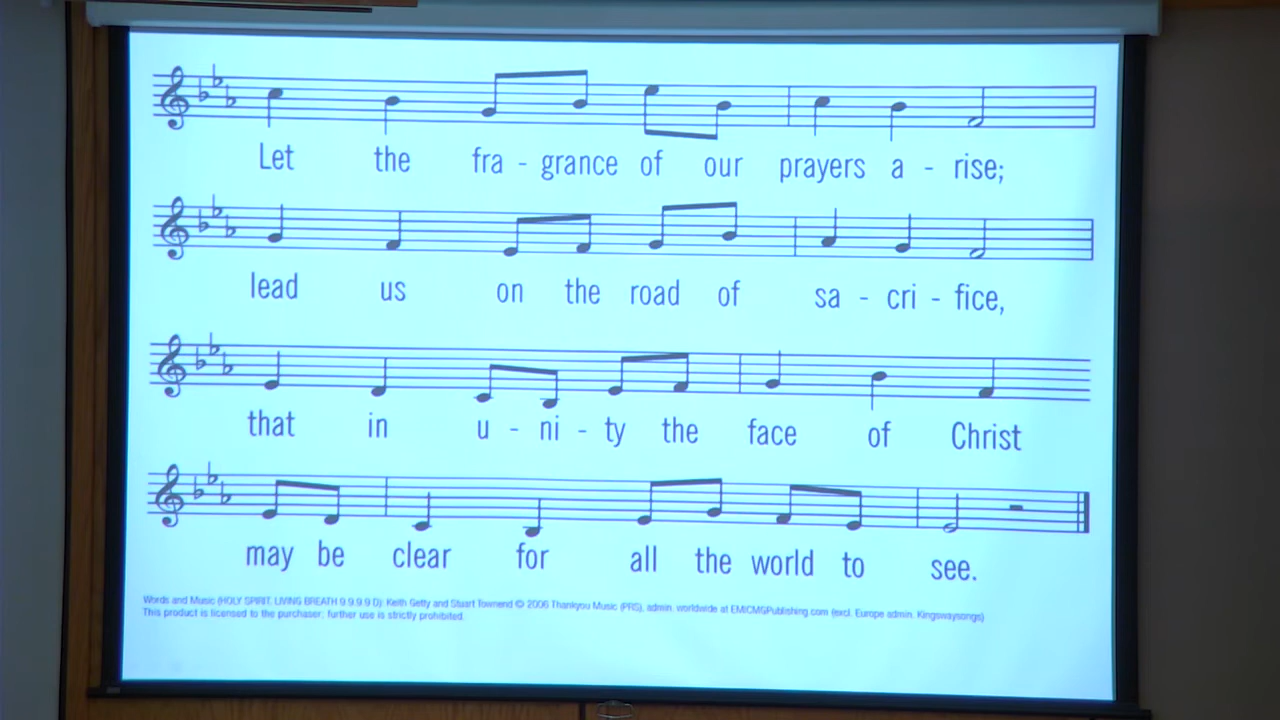 Let the fra - grance of our prayers a - rise;
lead us on the road of sa - cri - fice,
that in u - ni - ty the face of Christ
may be clear for all the world to see.
Words and Music (HOLY SPIRIT, LIVING BREATH 9.9.9.9 D): Keith Getty and Stuart Townend © 2006 Thankyou Music (PRS), admin. worldwide at EMICMGPublishing.com (excl. Europe admin. Kingswaysongs)
This product is licensed to the purchaser; further use is strictly prohibited.